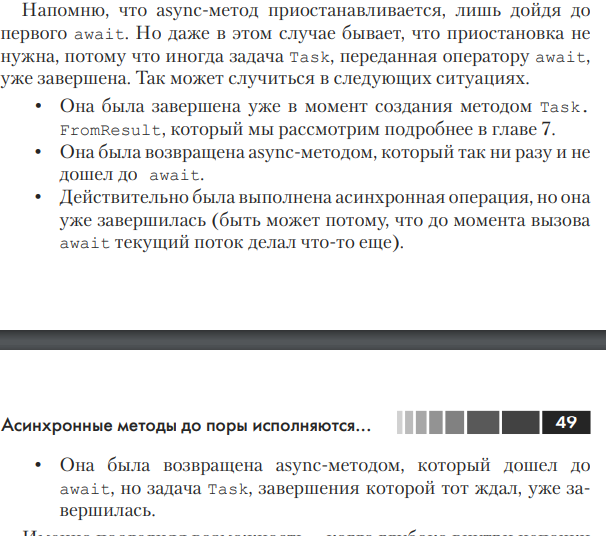 Напомню, что async-метод приостанавливается, лишь дойдя до
первого await. Но даже в этом случае бывает, что приостановка не
нужна, потому что иногда задача Task, переданная оператору await,
уже завершена. Так может случиться в следующих ситуациях.
• Она была завершена уже в момент создания методом Task.
FromResult, который мы рассмотрим подробнее в главе 7.
• Она была возвращена async-методом, который так ни разу и не
дошел до await.
• Действительно была выполнена асинхронная операция, но она
уже завершилась (быть может потому, что до момента вызова
await текущий поток делал что-то еще).
Асинхронные методы до поры исполняются... 49
• Она была возвращена async-методом, который дошел до
await, но задача Task, завершения которой тот ждал, уже за-
вершилась.